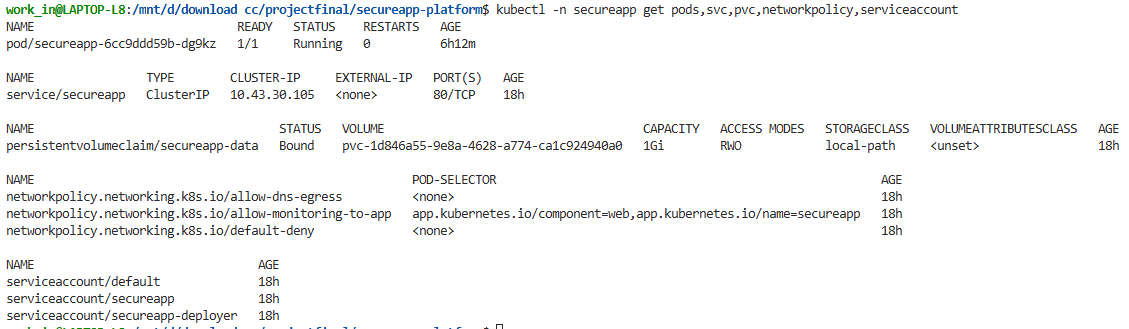 work_in@LAPTOP-L8:/mnt/d/download cc/projectfinal/secureapp-platform$ kubectl -n secureapp get pods,svc,pvc,networkpolicy,serviceaccount
NAME READY STATUS RESTARTS AGE
pod/secureapp-6cc9ddd59b-dg9kz 1/1 Running 0 6h12m
NAME TYPE CLUSTER-IP EXTERNAL-IP PORT(S) AGE
service/secureapp ClusterIP 10.43.30.105 <none> 80/TCP 18h
NAME STATUS VOLUME CAPACITY ACCESS MODES STORAGECLASS VOLUMEATTRIBUTESCLASS AGE
persistentvolumeclaim/secureapp-data Bound pvc-1d846a55-9e8a-4628-a774-ca1c924940a0 1Gi RWO local-path <unset> 18h
NAME POD-SELECTOR AGE
networkpolicy.networking.k8s.io/allow-dns-egress <none> 18h
networkpolicy.networking.k8s.io/allow-monitoring-to-app app.kubernetes.io/component=web,app.kubernetes.io/name=secureapp 18h
networkpolicy.networking.k8s.io/default-deny <none> 18h
NAME AGE
serviceaccount/default 18h
serviceaccount/secureapp 18h
serviceaccount/secureapp-deployer 18h